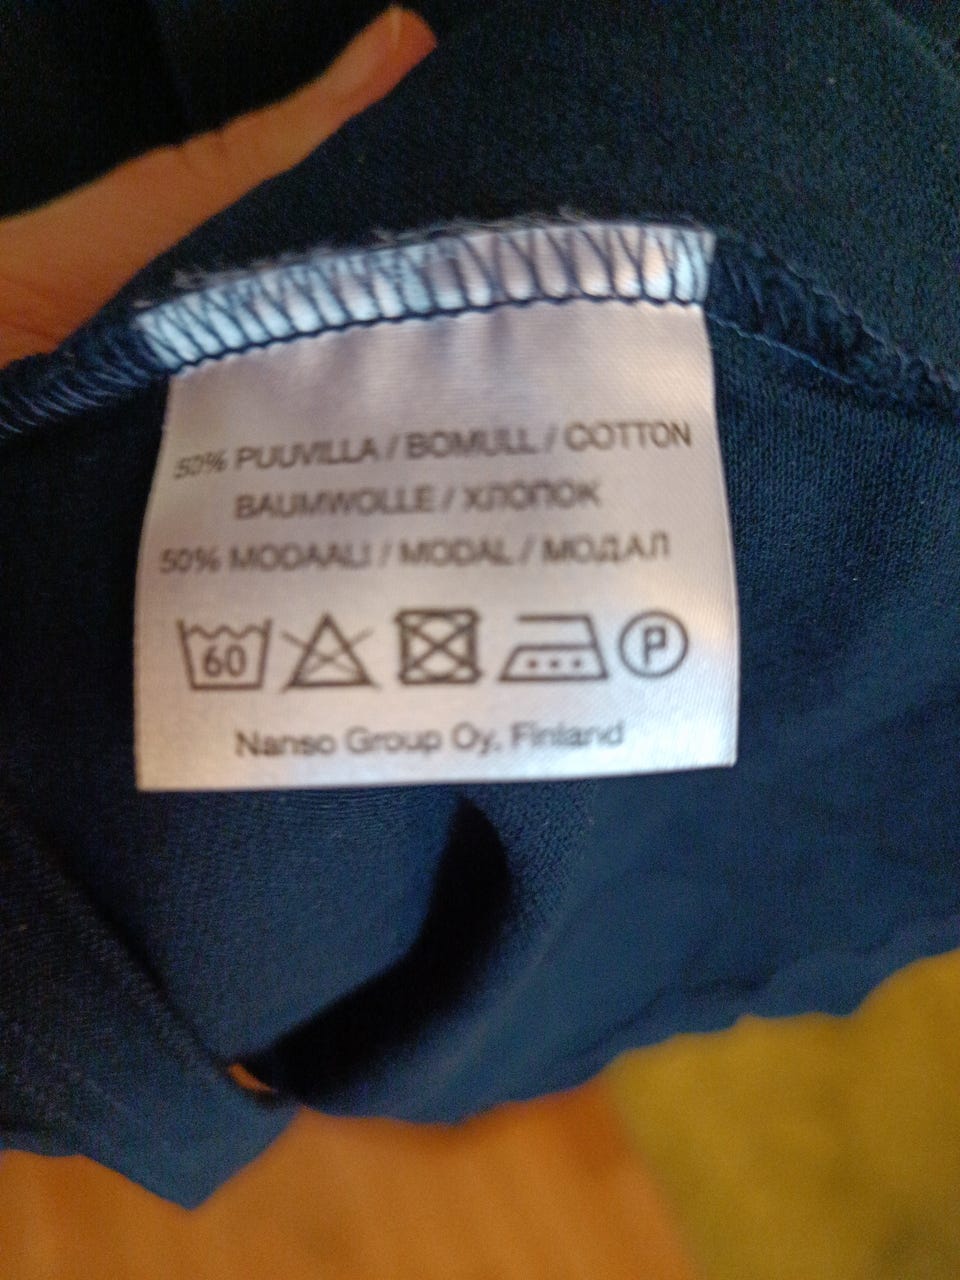 50% PUUVILLA / BOMULL / COTTON
BAUMWOLLE / ХЛОПОК
50% MODAALI / MODAL / МОДАЛ
60 P
Nanso Group Oy, Finland